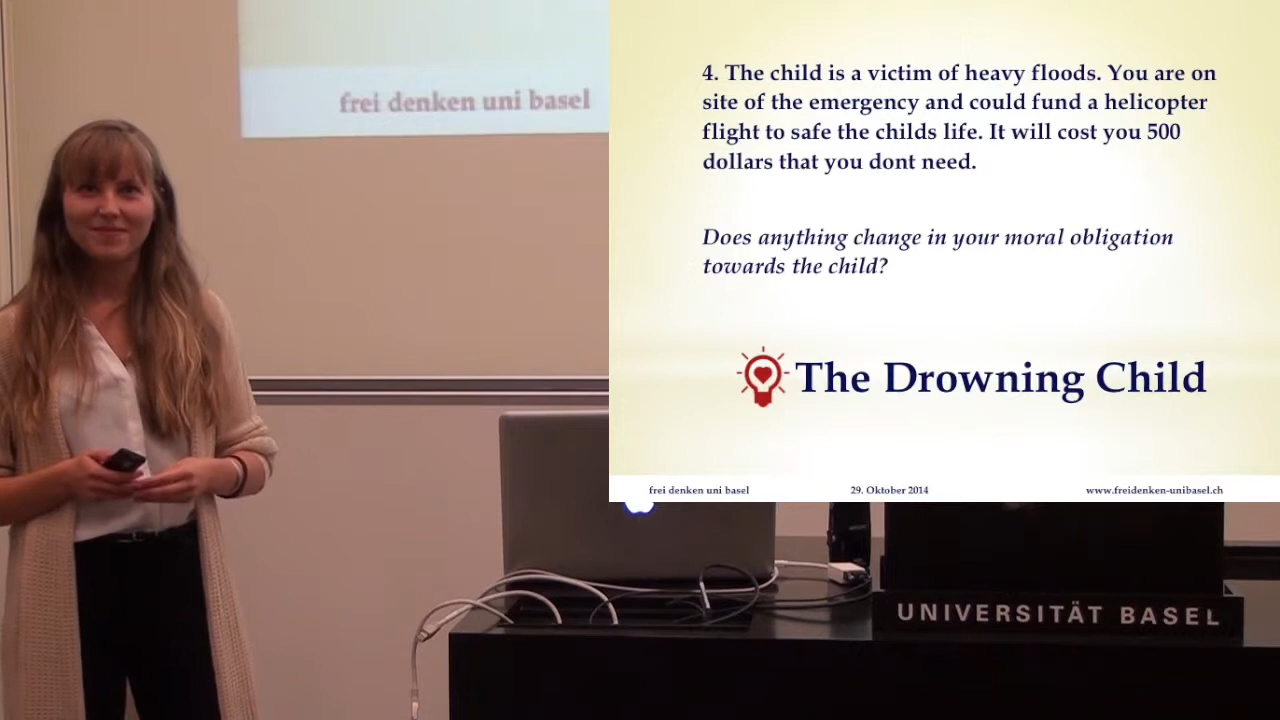 frei denken uni basel
4. The child is a victim of heavy floods. You are on
site of the emergency and could fund a helicopter
flight to safe the childs life. It will cost you 500
dollars that you dont need.
Does anything change in your moral obligation
towards the child?
The Drowning Child
frei denken uni basel
29. Oktober 2014
www.freidenken-unibasel.ch
UNIVERSITÄT BASEL